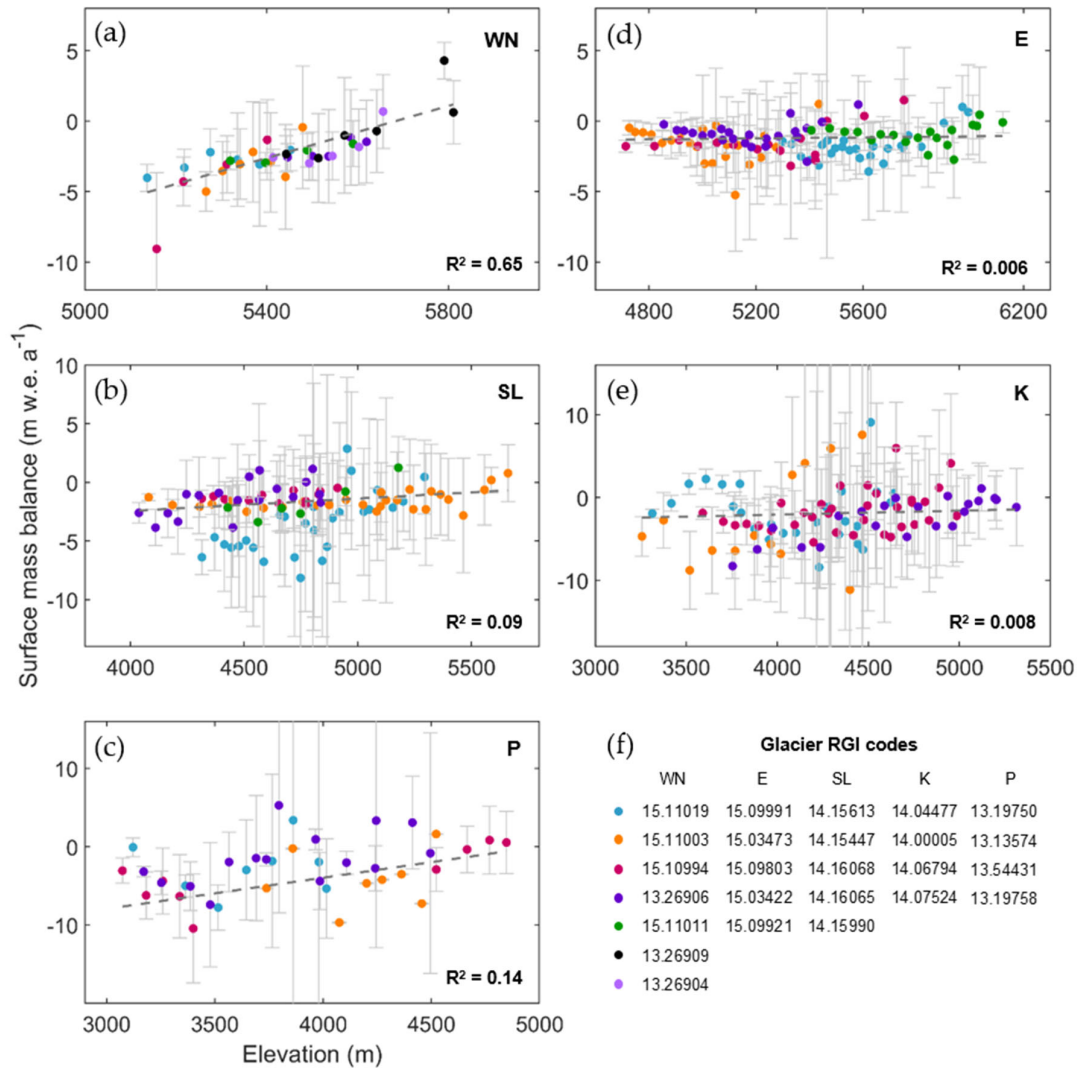 (a)
WN
5
0
-5
-10
R² = 0.65
5000
5400
5800
(d)
E
5
0
-5
-10
R² = 0.006
4800
5200
5600
6200
Surface mass balance (m w.e. a⁻¹)
(b)
SL
10
5
0
-5
-10
R² = 0.09
4000
4500
5000
5500
(e)
K
10
0
-10
R² = 0.008
3000
3500
4000
4500
5000
5500
(c)
P
10
0
-10
R² = 0.14
3000
3500
4000
4500
5000
Elevation (m)
(f)
Glacier RGI codes
WN E SL K P
15.11019 15.09991 14.15613 14.04477 13.19750
15.11003 15.03473 14.15447 14.00005 13.13574
15.10994 15.09803 14.16068 14.06794 13.54431
13.26906 15.03422 14.16065 14.07524 13.19758
15.11011 15.09921 14.15990
13.26909
13.26904